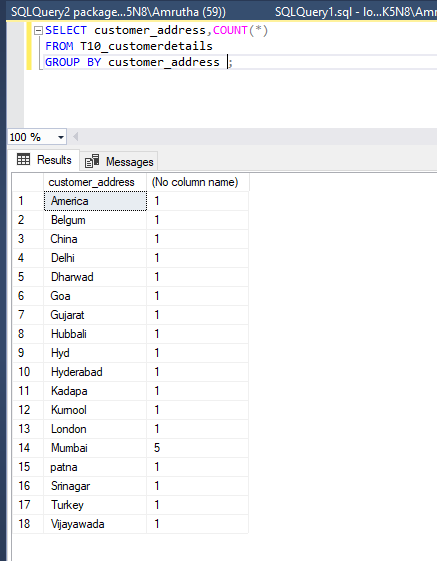 SQLQuery2 package...5N8\Amrutha (59)) SQLQuery1.sql - lo...K5N8\Amru
SELECT customer_address,COUNT(*)
FROM T10_customerdetails
GROUP BY customer_address ;
100 %
Results Messages
customer_address (No column name)
1 America 1
2 Belgum 1
3 China 1
4 Delhi 1
5 Dharwad 1
6 Goa 1
7 Gujarat 1
8 Hubbali 1
9 Hyd 1
10 Hyderabad 1
11 Kadapa 1
12 Kurnool 1
13 London 1
14 Mumbai 5
15 patna 1
16 Srinagar 1
17 Turkey 1
18 Vijayawada 1